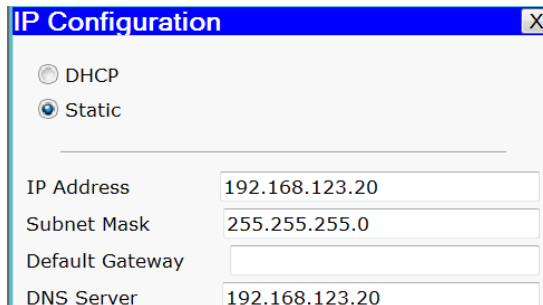 IP Configuration X
DHCP
Static
IP Address 192.168.123.20
Subnet Mask 255.255.255.0
Default Gateway
DNS Server 192.168.123.20